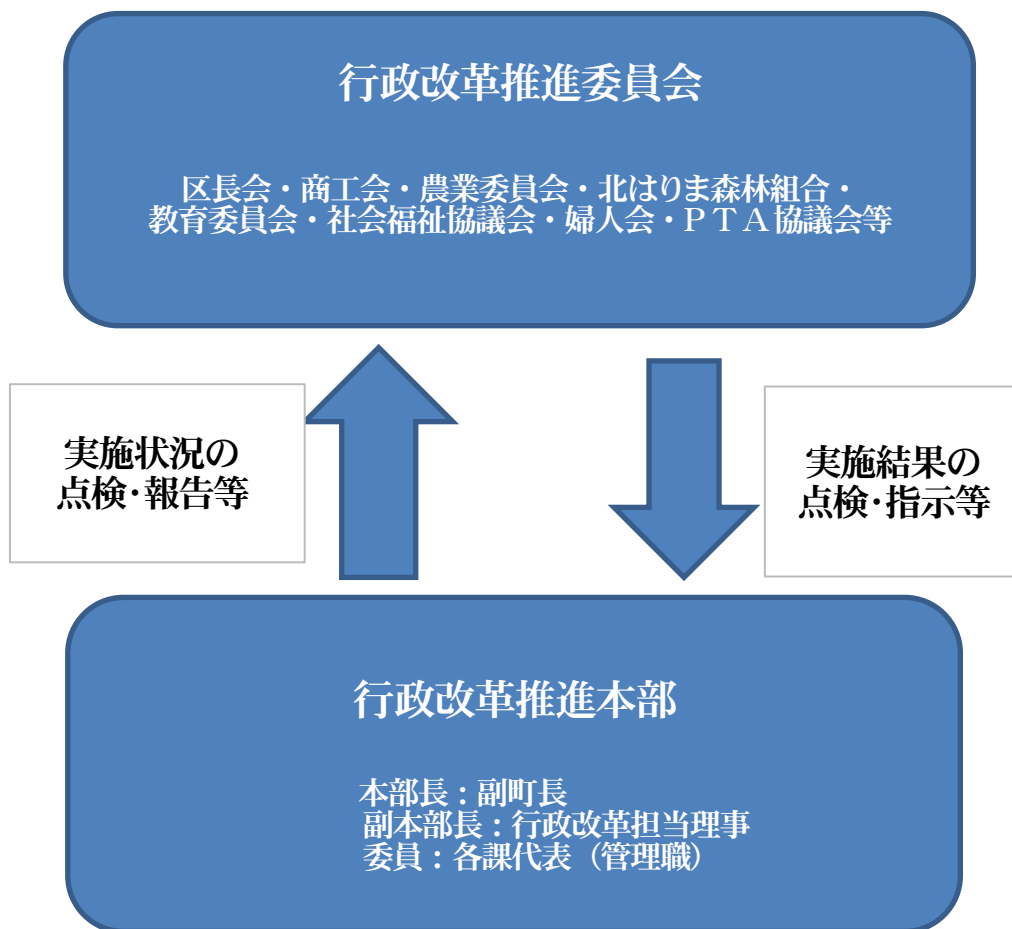 行政改革推進委員会
区長会・商工会・農業委員会・北はりま森林組合・
教育委員会・社会福祉協議会・婦人会・ＰＴＡ協議会等
実施状況の
点検・報告等
実施結果の
点検・指示等
行政改革推進本部
本部長：副町長
副本部長：行政改革担当理事
委員：各課代表（管理職）